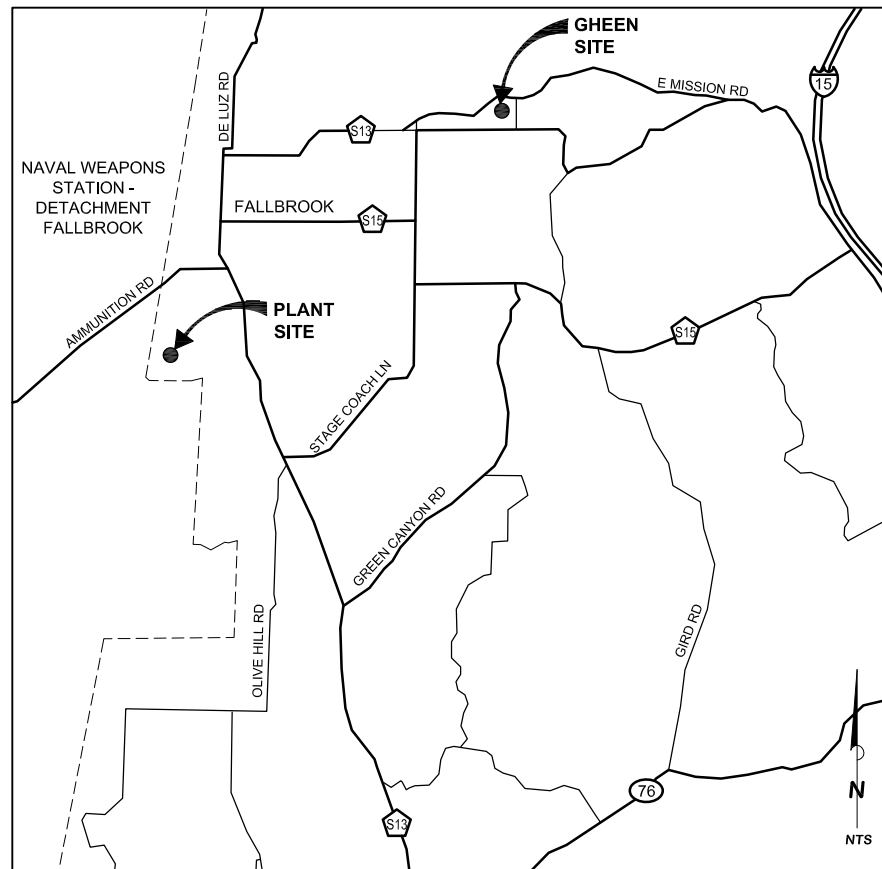 GHEEN
SITE
E MISSION RD
15
DE LUZ RD
S13
NAVAL WEAPONS
STATION -
DETACHMENT
FALLBROOK
FALLBROOK
S15
AMMUNITION RD
PLANT
SITE
S15
STAGE COACH LN
GREEN CANYON RD
OLIVE HILL RD
GIRD RD
76
S13
N
NTS